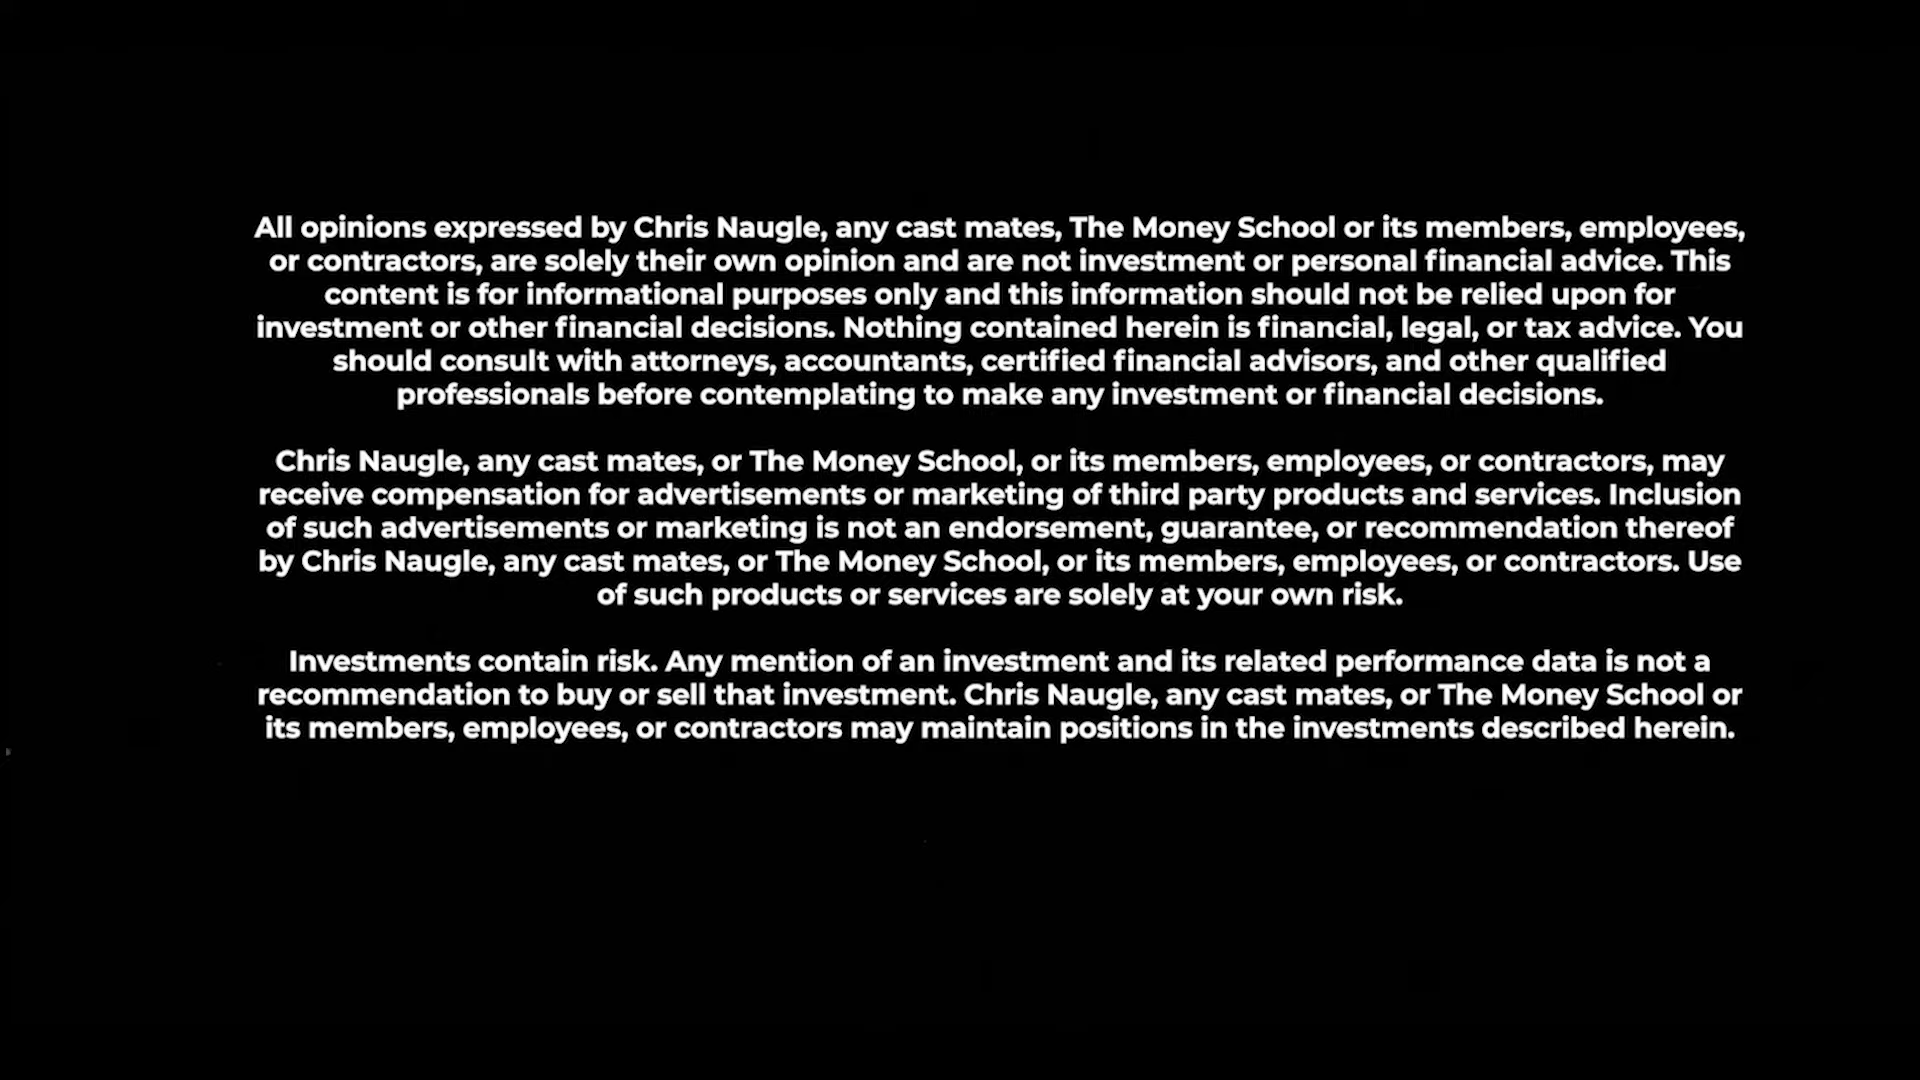 All opinions expressed by Chris Naugle, any cast mates, The Money School or its members, employees,
or contractors, are solely their own opinion and are not investment or personal financial advice. This
content is for informational purposes only and this information should not be relied upon for
investment or other financial decisions. Nothing contained herein is financial, legal, or tax advice. You
should consult with attorneys, accountants, certified financial advisors, and other qualified
professionals before contemplating to make any investment or financial decisions.
Chris Naugle, any cast mates, or The Money School, or its members, employees, or contractors, may
receive compensation for advertisements or marketing of third party products and services. Inclusion
of such advertisements or marketing is not an endorsement, guarantee, or recommendation thereof
by Chris Naugle, any cast mates, or The Money School, or its members, employees, or contractors. Use
of such products or services are solely at your own risk.
Investments contain risk. Any mention of an investment and its related performance data is not a
recommendation to buy or sell that investment. Chris Naugle, any cast mates, or The Money School or
its members, employees, or contractors may maintain positions in the investments described herein.